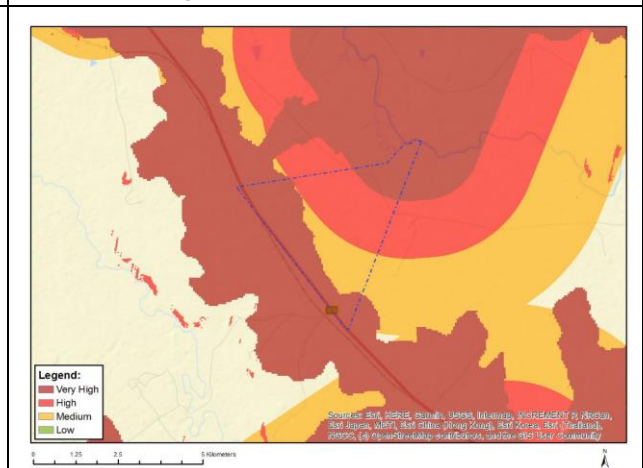 Legend:
Very High
High
Medium
Low
Sources: Esri, HERE, Garmin, USGS, Intermap, INCREMENT P, NRCan,
Esri Japan, METI, Esri China (Hong Kong), Esri Korea, Esri (Thailand),
NGCC, (c) OpenStreetMap contributors, and the GIS User Community
0 1.25 2.5 5 Kilometers
N